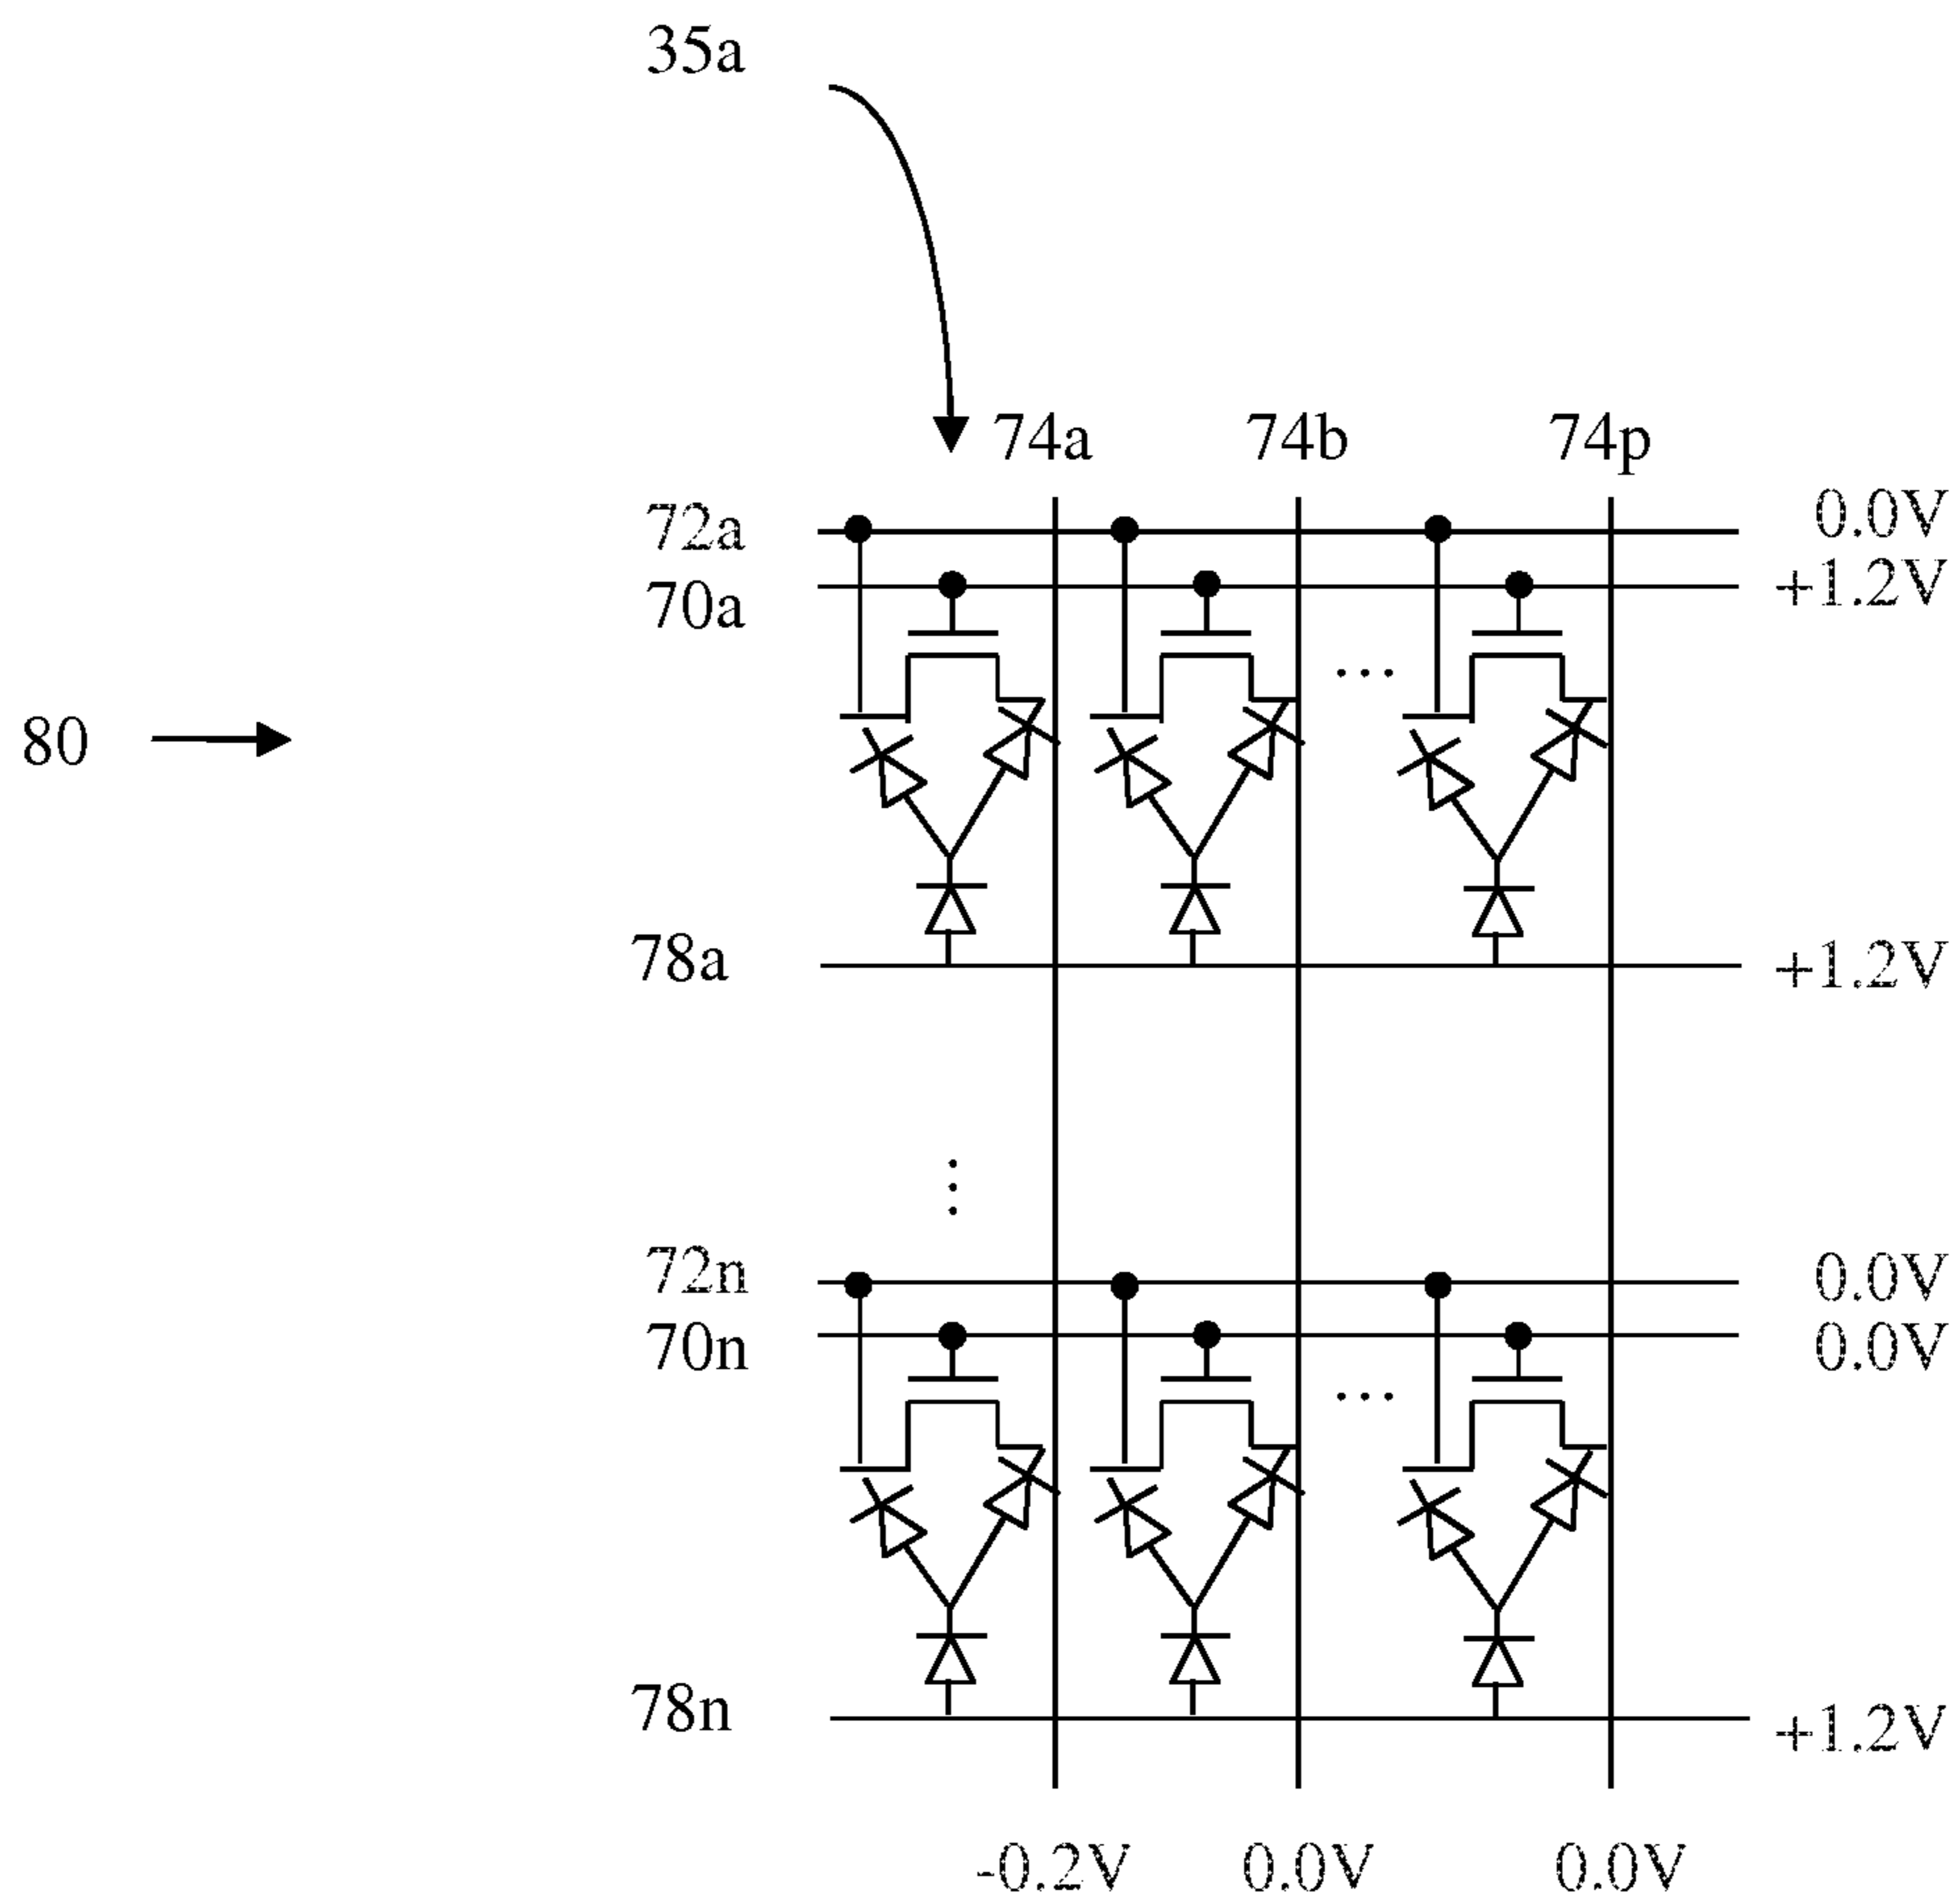 35a
74a 74b 74p
72a 0.0V
70a +1.2V
...
80
78a +1.2V
72n 0.0V
70n 0.0V
...
78n +1.2V
-0.2V 0.0V 0.0V